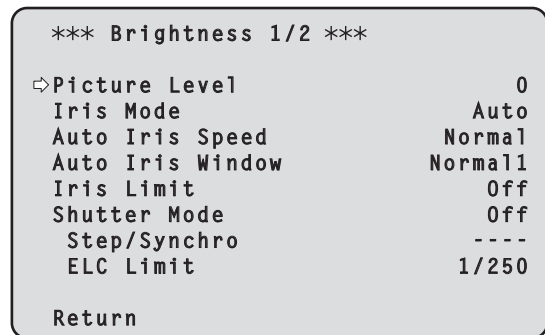 *** Brightness 1/2 ***
⇨Picture Level 0
Iris Mode Auto
Auto Iris Speed Normal
Auto Iris Window Normal1
Iris Limit Off
Shutter Mode Off
Step/Synchro ----
ELC Limit 1/250
Return